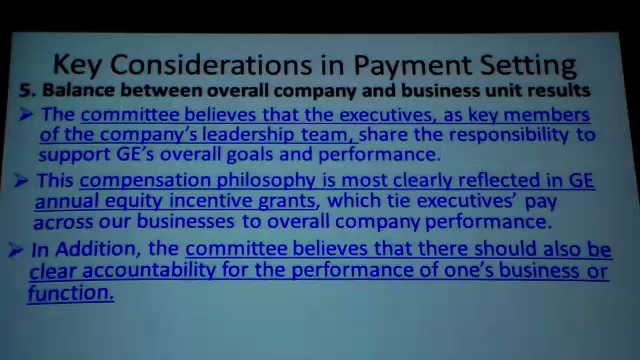 Key Considerations in Payment Setting
5. Balance between overall company and business unit results
➢ The committee believes that the executives, as key members
of the company's leadership team, share the responsibility to
support GE's overall goals and performance.
➢ This compensation philosophy is most clearly reflected in GE
annual equity incentive grants, which tie executives' pay
across our businesses to overall company performance.
➢ In Addition, the committee believes that there should also be
clear accountability for the performance of one's business or
function.